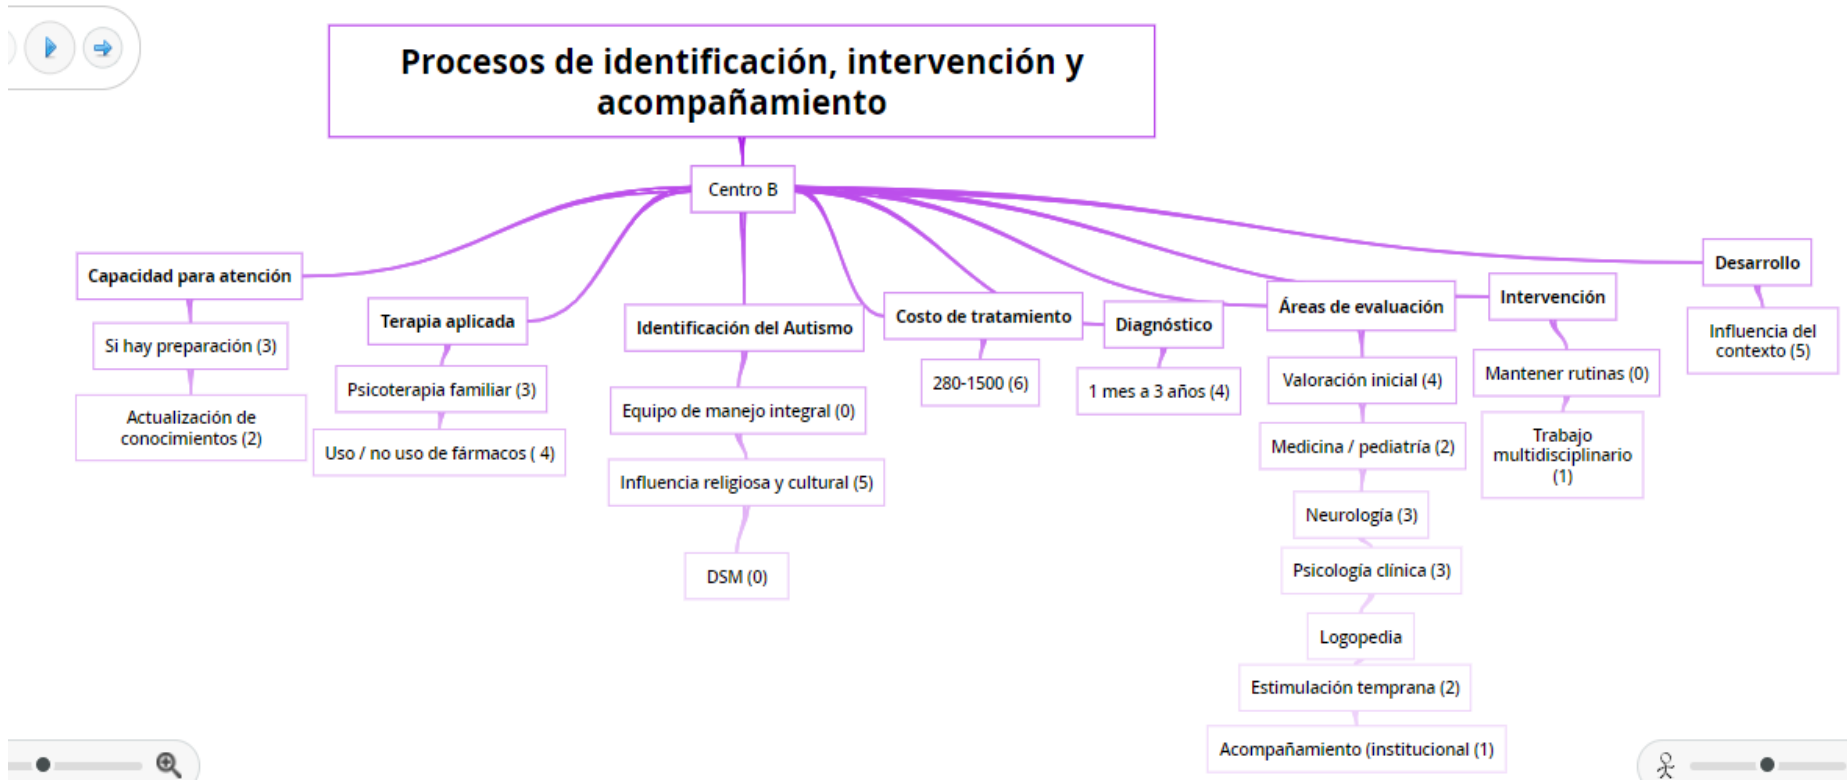 Procesos de identificación, intervención y
acompañamiento
Centro B
Capacidad para atención
Si hay preparación (3)
Actualización de
conocimientos (2)
Terapia aplicada
Psicoterapia familiar (3)
Uso / no uso de fármacos ( 4)
Identificación del Autismo
Equipo de manejo integral (0)
Influencia religiosa y cultural (5)
DSM (0)
Costo de tratamiento
280-1500 (6)
Diagnóstico
1 mes a 3 años (4)
Áreas de evaluación
Valoración inicial (4)
Medicina / pediatría (2)
Neurología (3)
Psicología clínica (3)
Logopedia
Estimulación temprana (2)
Acompañamiento (institucional (1)
Intervención
Mantener rutinas (0)
Trabajo
multidisciplinario
(1)
Desarrollo
Influencia del
contexto (5)